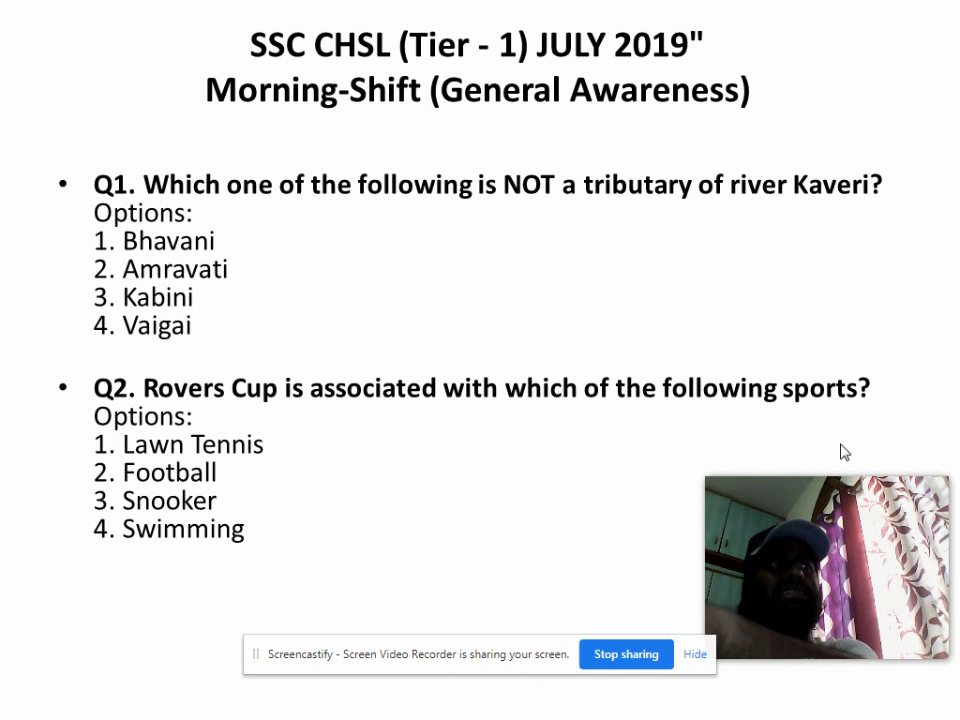 SSC CHSL (Tier - 1) JULY 2019"
Morning-Shift (General Awareness)
• Q1. Which one of the following is NOT a tributary of river Kaveri?
Options:
1. Bhavani
2. Amravati
3. Kabini
4. Vaigai
• Q2. Rovers Cup is associated with which of the following sports?
Options:
1. Lawn Tennis
2. Football
3. Snooker
4. Swimming
Screencastify - Screen Video Recorder is sharing your screen. Stop sharing Hide